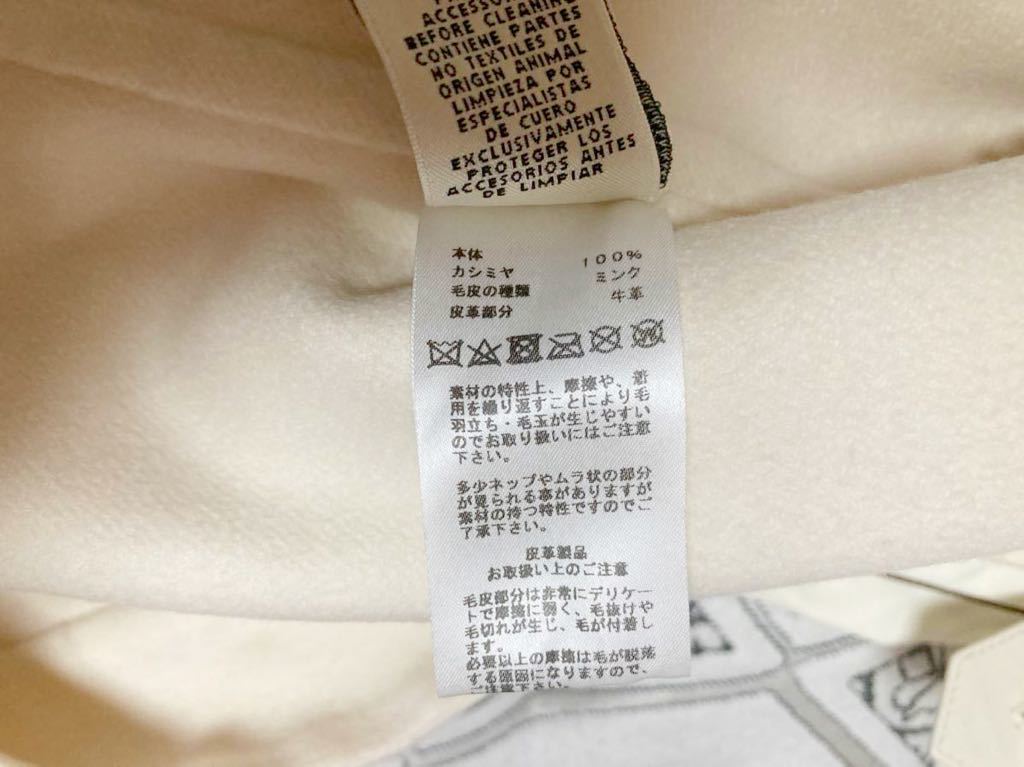 ACCESSO
BEFORE CLEANING
CONTIENE PARTES
NO TEXTILES DE
ORIGEN ANIMAL
LIMPIEZA POR
ESPECIALISTAS
DE CUERO
EXCLUSIVAMENTE
PROTEGER LOS
ACCESORIOS ANTES
DE LIMPIAR
本体
カシミヤ 100%
毛皮の種類 ミンク
皮革部分 牛革
素材の特性上、摩擦や、着
用を繰り返すことにより毛
羽立ち・毛玉が生じやすい
のでお取り扱いにはご注意
下さい。
多少ネップやムラ状の部分
が見られる事がありますが
素材の持つ特性ですのでご
了承下さい。
皮革製品
お取扱い上のご注意
毛皮部分は非常にデリケー
トで摩擦に弱く、毛抜けや
毛切れが生じ、毛が付着し
ます。
必要以上の摩擦は毛が脱落
する原因になりますので、
ご注意下さい。